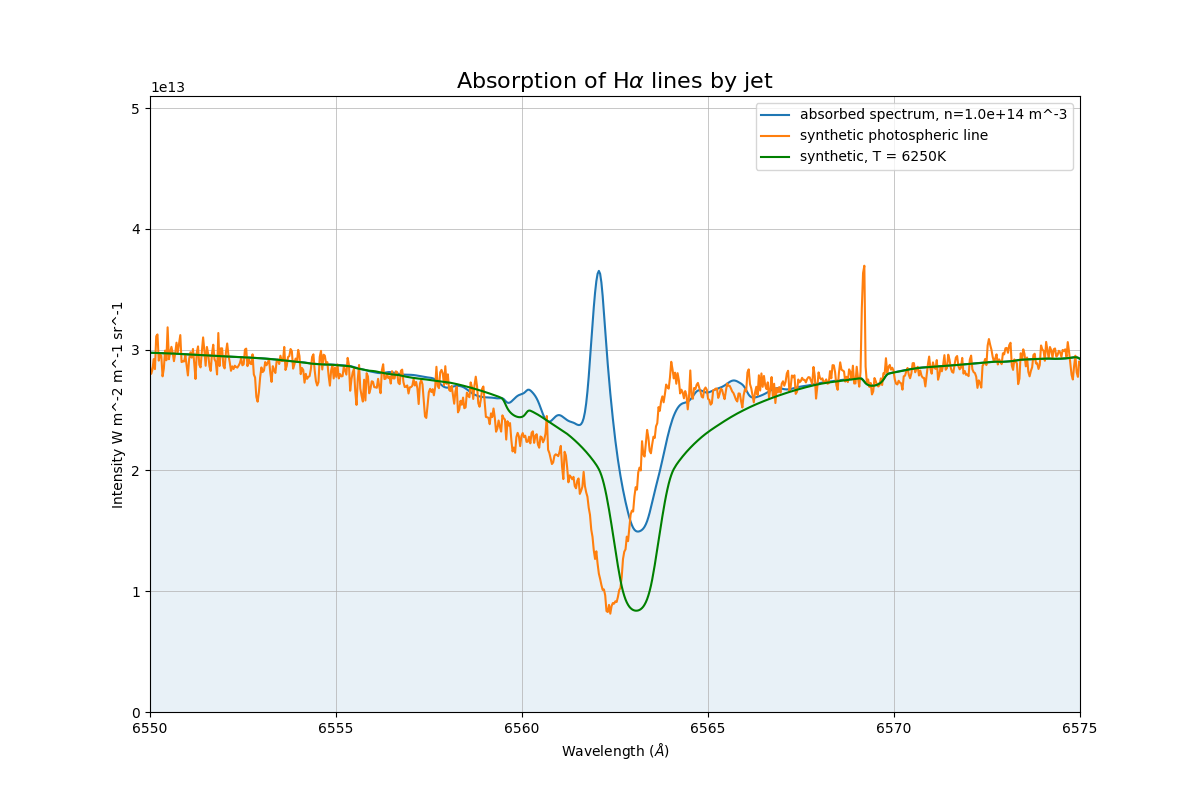 Absorption of Hα lines by jet
1e13
absorbed spectrum, n=1.0e+14 m^-3
synthetic photospheric line
synthetic, T = 6250K
5
4
3
2
1
0
Intensity W m^-2 m^-1 sr^-1
6550 6555 6560 6565 6570 6575
Wavelength (Å)